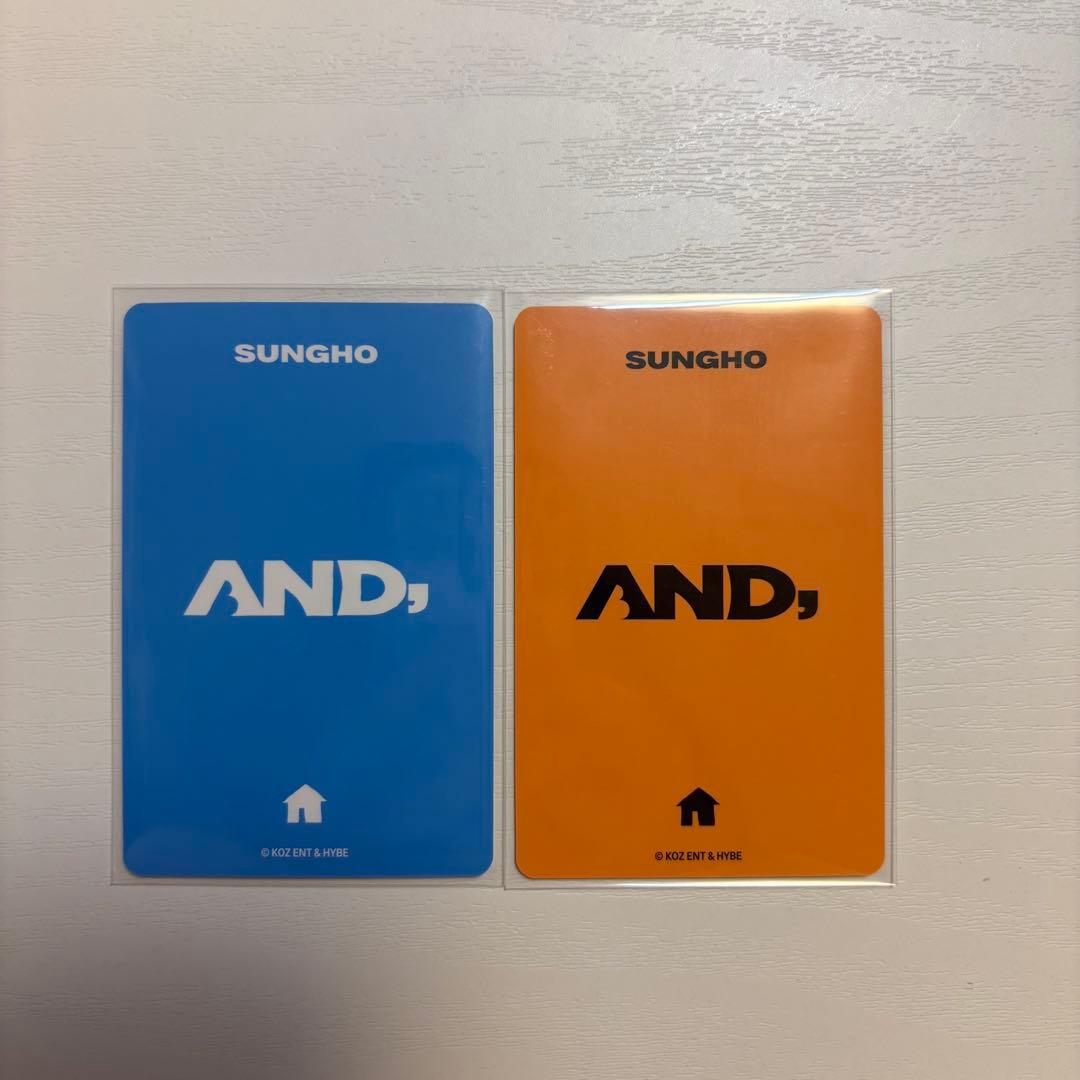 SUNGHO
AND,
© KOZ ENT & HYBE
SUNGHO
AND,
© KOZ ENT & HYBE